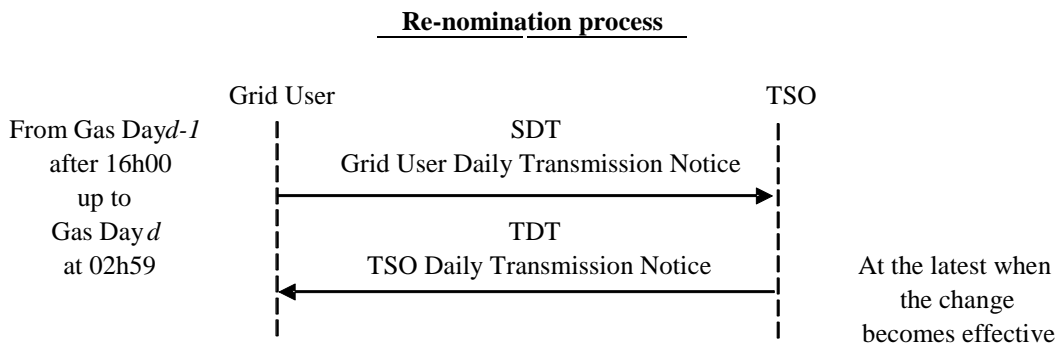 Re-nomination process
Grid User
TSO
From Gas Day d-1
after 16h00
up to
Gas Day d
at 02h59
SDT
Grid User Daily Transmission Notice
TDT
TSO Daily Transmission Notice
At the latest when
the change
becomes effective